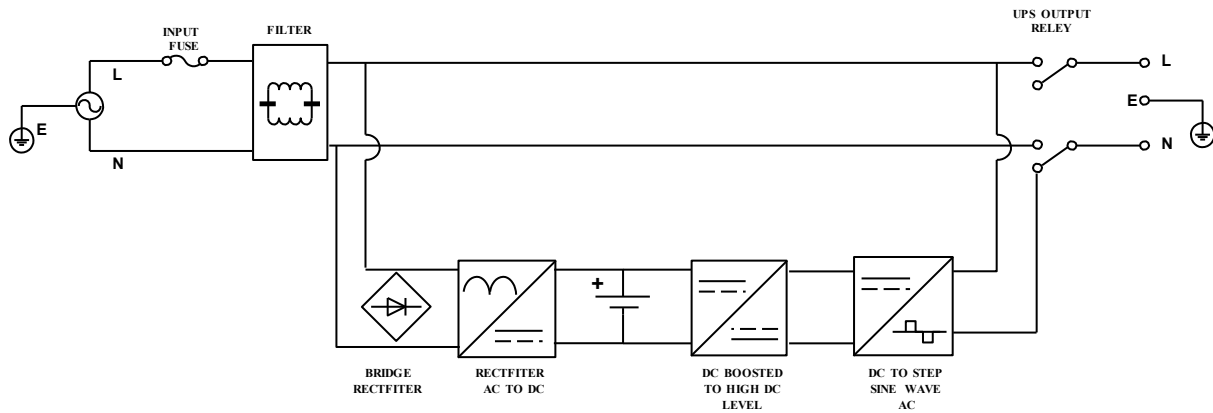 UPS OUTPUT
RELEY
INPUT
FUSE
FILTER
L
L
E
E
N
N
+
BRIDGE
RECTFITER
RECTFITER
AC TO DC
DC BOOSTED
TO HIGH DC
LEVEL
DC TO STEP
SINE WAVE
AC